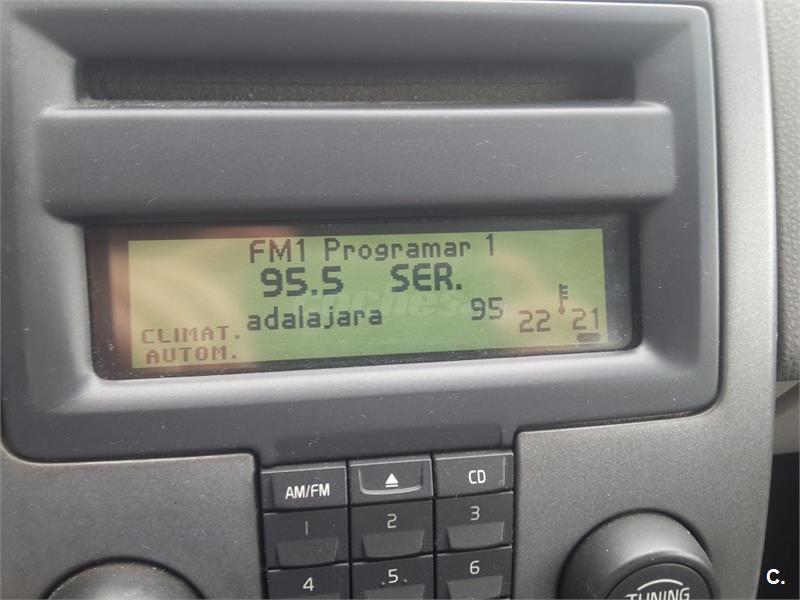 FM1 Programar 1
95.5 SER.
adalajara 95
22 21
CLIMAT.
AUTOM.
AM/FM CD
1 2 3
4 5 6
TUNING
C.